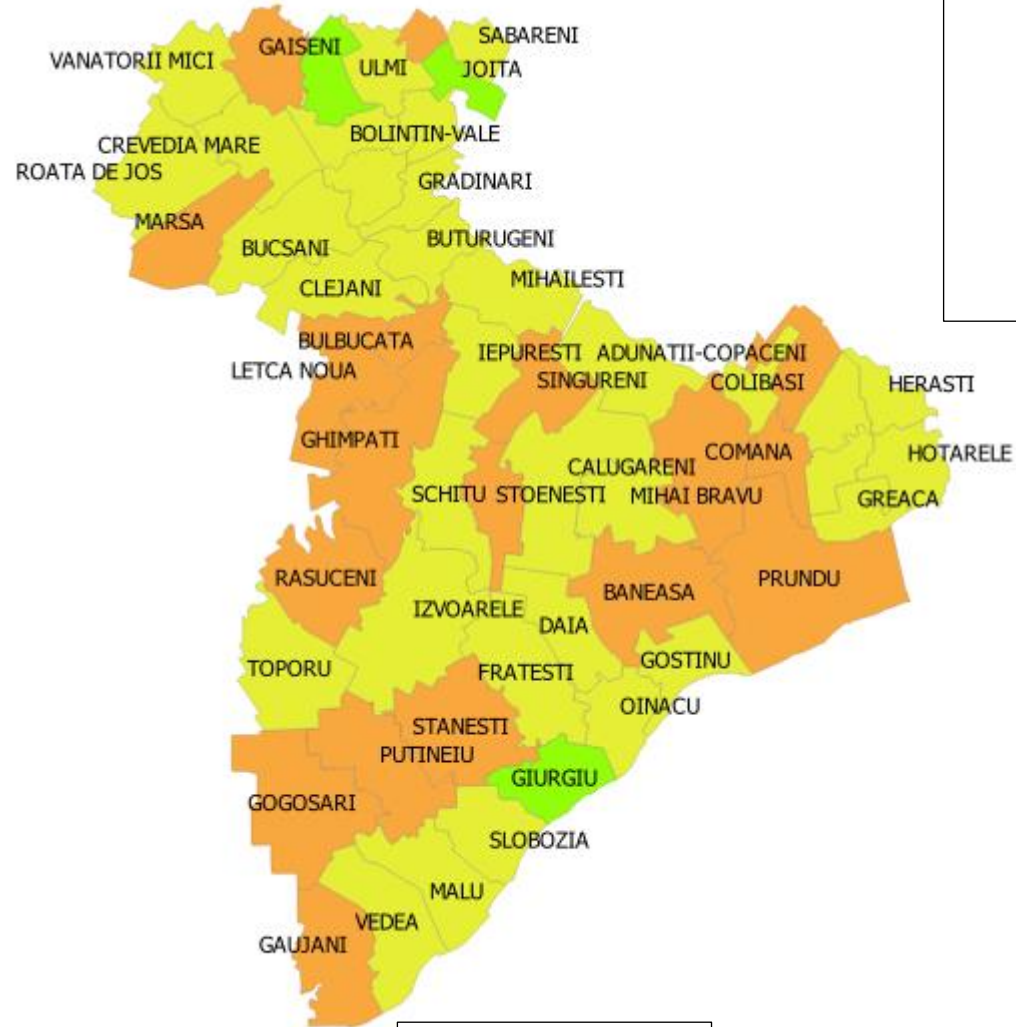 GAISENI
SABARENI
VANATORII MICI
ULMI
JOITA
BOLINTIN-VALE
CREVEDIA MARE
ROATA DE JOS
GRADINARI
MARSA
BUCSANI
BUTURUGENI
CLEJANI
MIHAILESTI
BULBUCATA
IEPURESTI
ADUNATII-COPACENI
LETCA NOUA
SINGURENI
COLIBASI
HERASTI
GHIMPATI
COMANA
HOTARELE
CALUGARENI
SCHITU
STOENESTI
MIHAI BRAVU
GREACA
RASUCENI
BANEASA
PRUNDU
IZVOARELE
DAIA
TOPORU
FRATESTI
GOSTINU
OINACU
STANESTI
PUTINEIU
GIURGIU
GOGOSARI
SLOBOZIA
MALU
VEDEA
GAUJANI